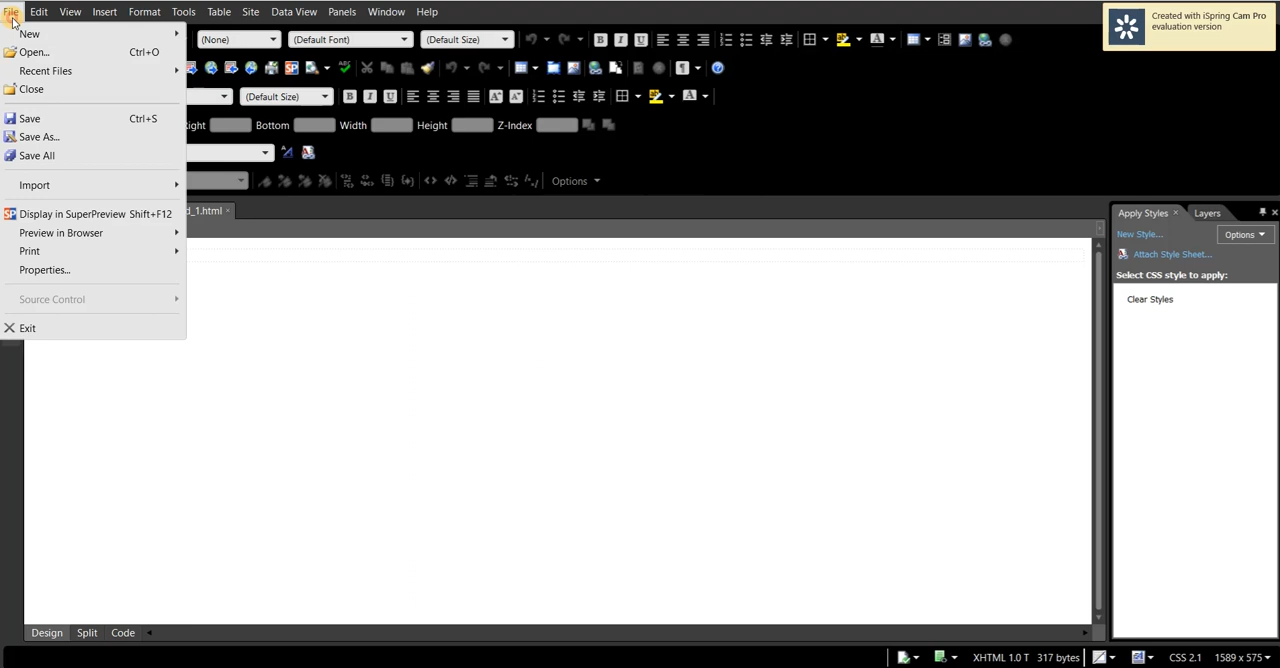 File Edit View Insert Format Tools Table Site Data View Panels Window Help
Created with iSpring Cam Pro
evaluation version
New
(None) (Default Font) (Default Size)
Open... Ctrl+O
Recent Files
Close
(Default Size)
Save Ctrl+S
Bottom Width Height Z-Index
Save As...
Save All
Import
Options
Display in SuperPreview Shift+F12
d_1.html
Apply Styles Layers
Preview in Browser
New Style... Options
Print
Attach Style Sheet...
Properties...
Select CSS style to apply:
Source Control
Clear Styles
Exit
Design Split Code
XHTML 1.0 T 317 bytes CSS 2.1 1589 x 575